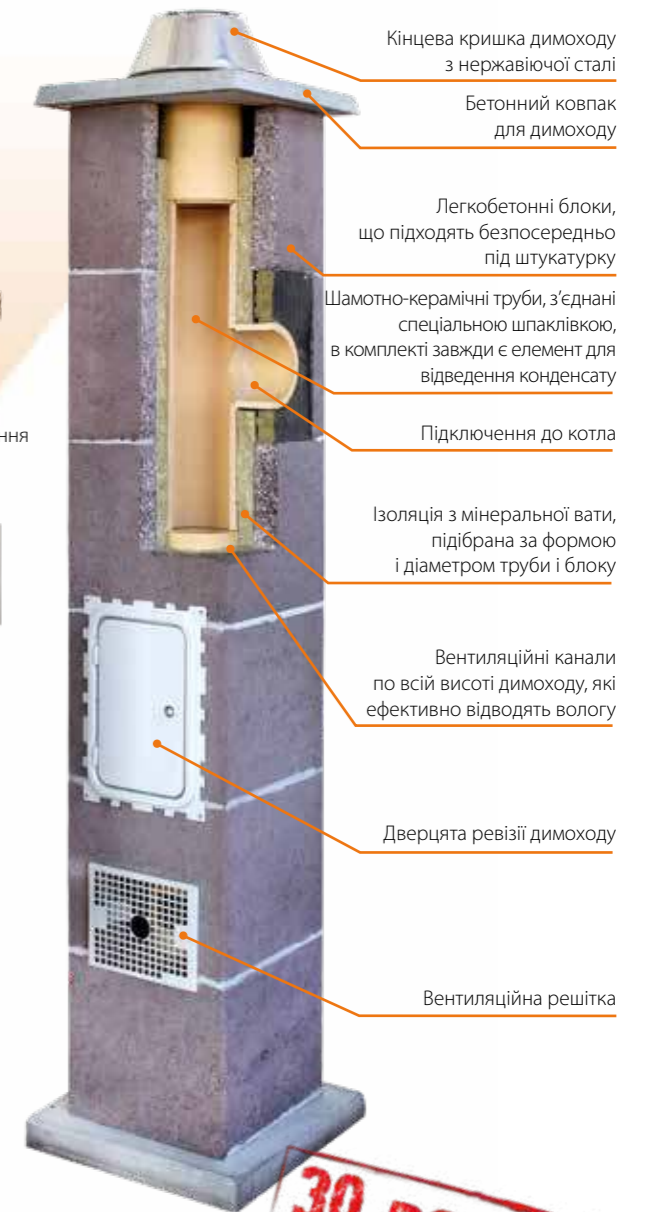 Кінцева кришка димоходу
з нержавіючої сталі
Бетонний ковпак
для димоходу
Легкобетонні блоки,
що підходять безпосередньо
під штукатурку
Шамотно-керамічні труби, з’єднані
спеціальною шпаклівкою,
в комплекті завжди є елемент для
відведення конденсату
Підключення до котла
Ізоляція з мінеральної вати,
підібрана за формою
і діаметром труби і блоку
Вентиляційні канали
по всій висоті димоходу, які
ефективно відводять вологу
Дверцята ревізії димоходу
Вентиляційна решітка
30